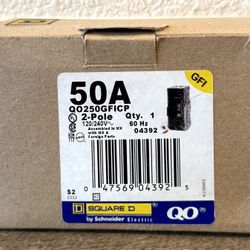 50A
GFI
QO250GFICP
2-Pole Qty. 1
120/240V~ 60 Hz
Assembled in MX 04392
with MX &
Foreign Parts
S2
0 47569 04392 5
SQUARE D
by Schneider Electric
QO